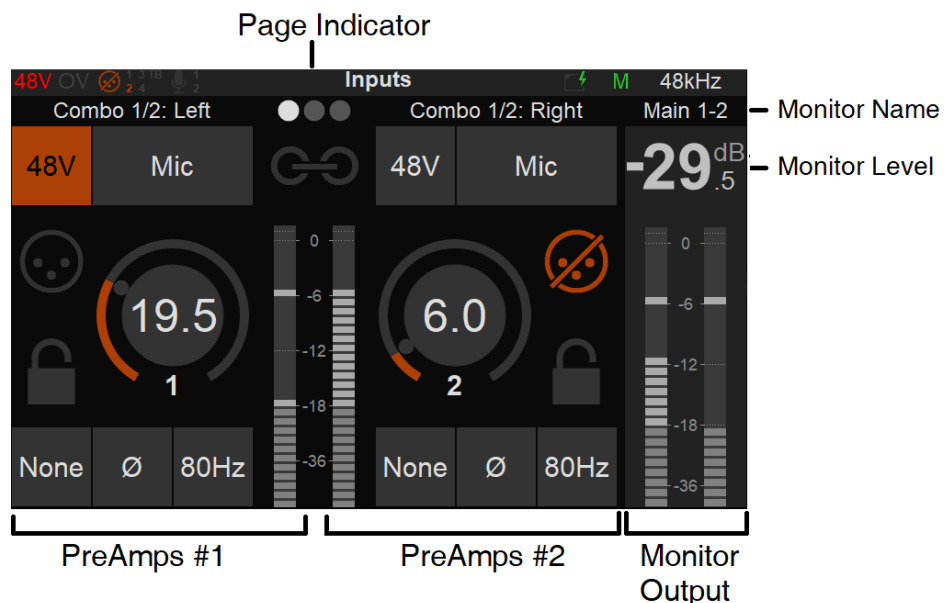 Page Indicator
48V OV 1 2 3 4 TB 1 2 Inputs M 48kHz
Combo 1/2: Left Combo 1/2: Right Main 1-2 Monitor Name
48V Mic 48V Mic -29.5 dB Monitor Level
0 0
-6 -6
19.5 6.0
-12 -12
1 2
-18 -18
-36 -36
None Ø 80Hz None Ø 80Hz
PreAmps #1 PreAmps #2 Monitor
Output